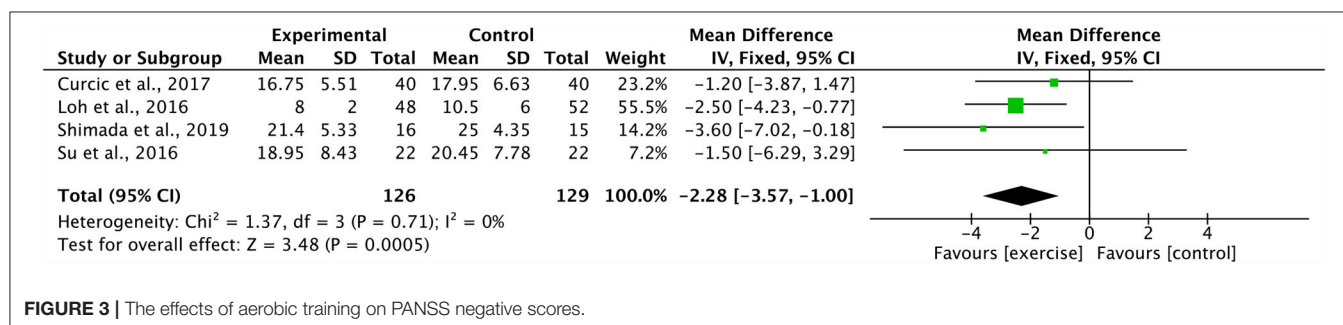 Experimental Control Mean Difference Mean Difference
Study or Subgroup Mean SD Total Mean SD Total Weight IV, Fixed, 95% CI IV, Fixed, 95% CI
Curcic et al., 2017 16.75 5.51 40 17.95 6.63 40 23.2% −1.20 [−3.87, 1.47]
Loh et al., 2016 8 2 48 10.5 6 52 55.5% −2.50 [−4.23, −0.77]
Shimada et al., 2019 21.4 5.33 16 25 4.35 15 14.2% −3.60 [−7.02, −0.18]
Su et al., 2016 18.95 8.43 22 20.45 7.78 22 7.2% −1.50 [−6.29, 3.29]
Total (95% CI) 126 129 100.0% −2.28 [−3.57, −1.00]
Heterogeneity: Chi² = 1.37, df = 3 (P = 0.71); I² = 0%
Test for overall effect: Z = 3.48 (P = 0.0005)
−4 −2 0 2 4
Favours [exercise] Favours [control]
FIGURE 3 | The effects of aerobic training on PANSS negative scores.